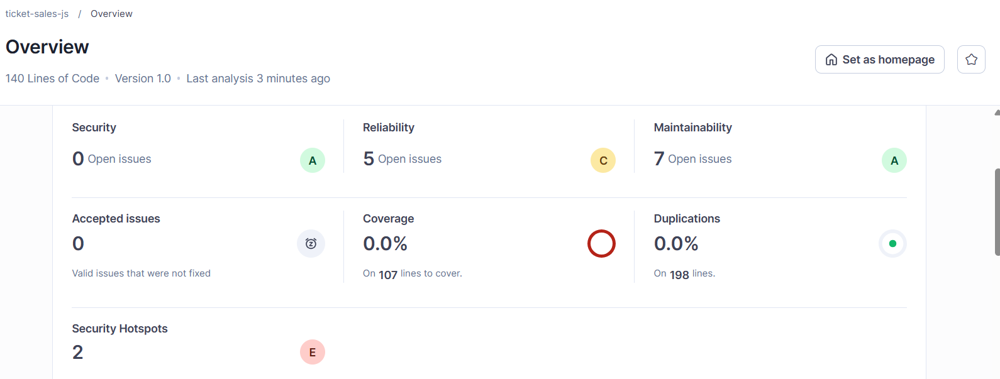 ticket-sales-js / Overview
Overview
Set as homepage
140 Lines of Code • Version 1.0 • Last analysis 3 minutes ago
Security
0 Open issues
A
Reliability
5 Open issues
C
Maintainability
7 Open issues
A
Accepted issues
0
Valid issues that were not fixed
Coverage
0.0%
On 107 lines to cover.
Duplications
0.0%
On 198 lines.
Security Hotspots
2
E